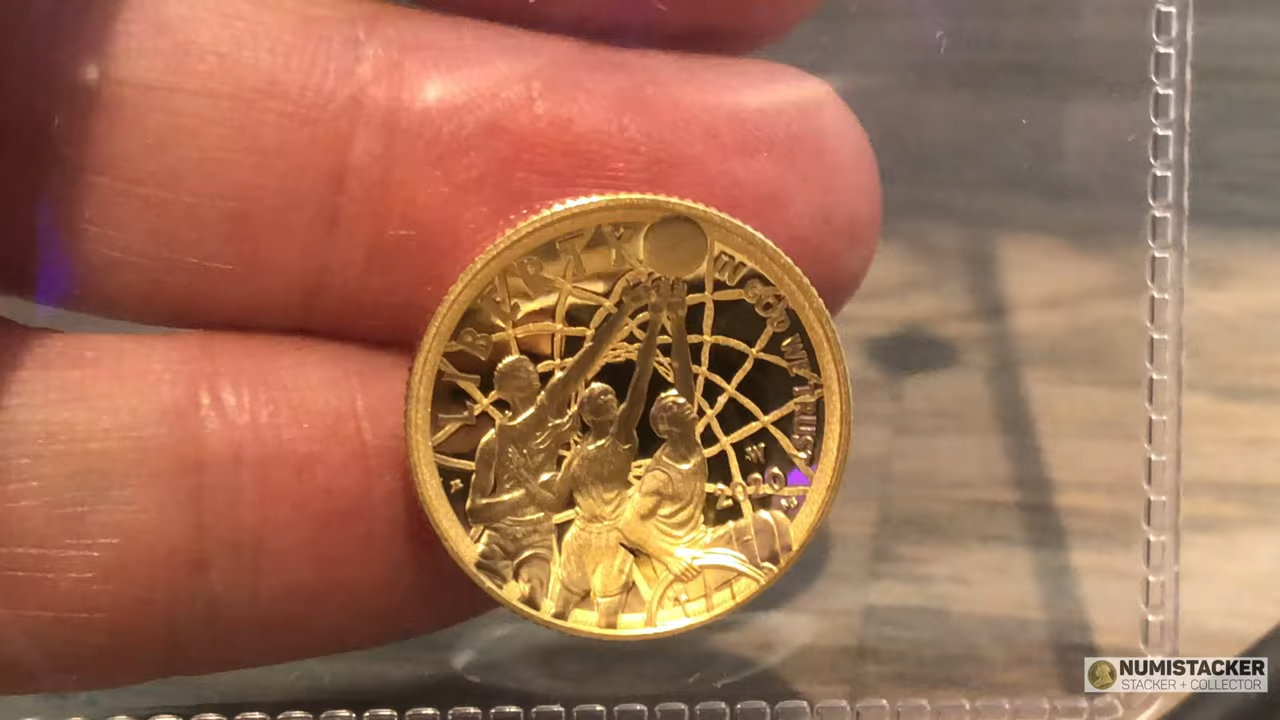 LIBERTY
IN GOD WE TRUST
W
2020
NUMISTACKER
STACKER + COLLECTOR